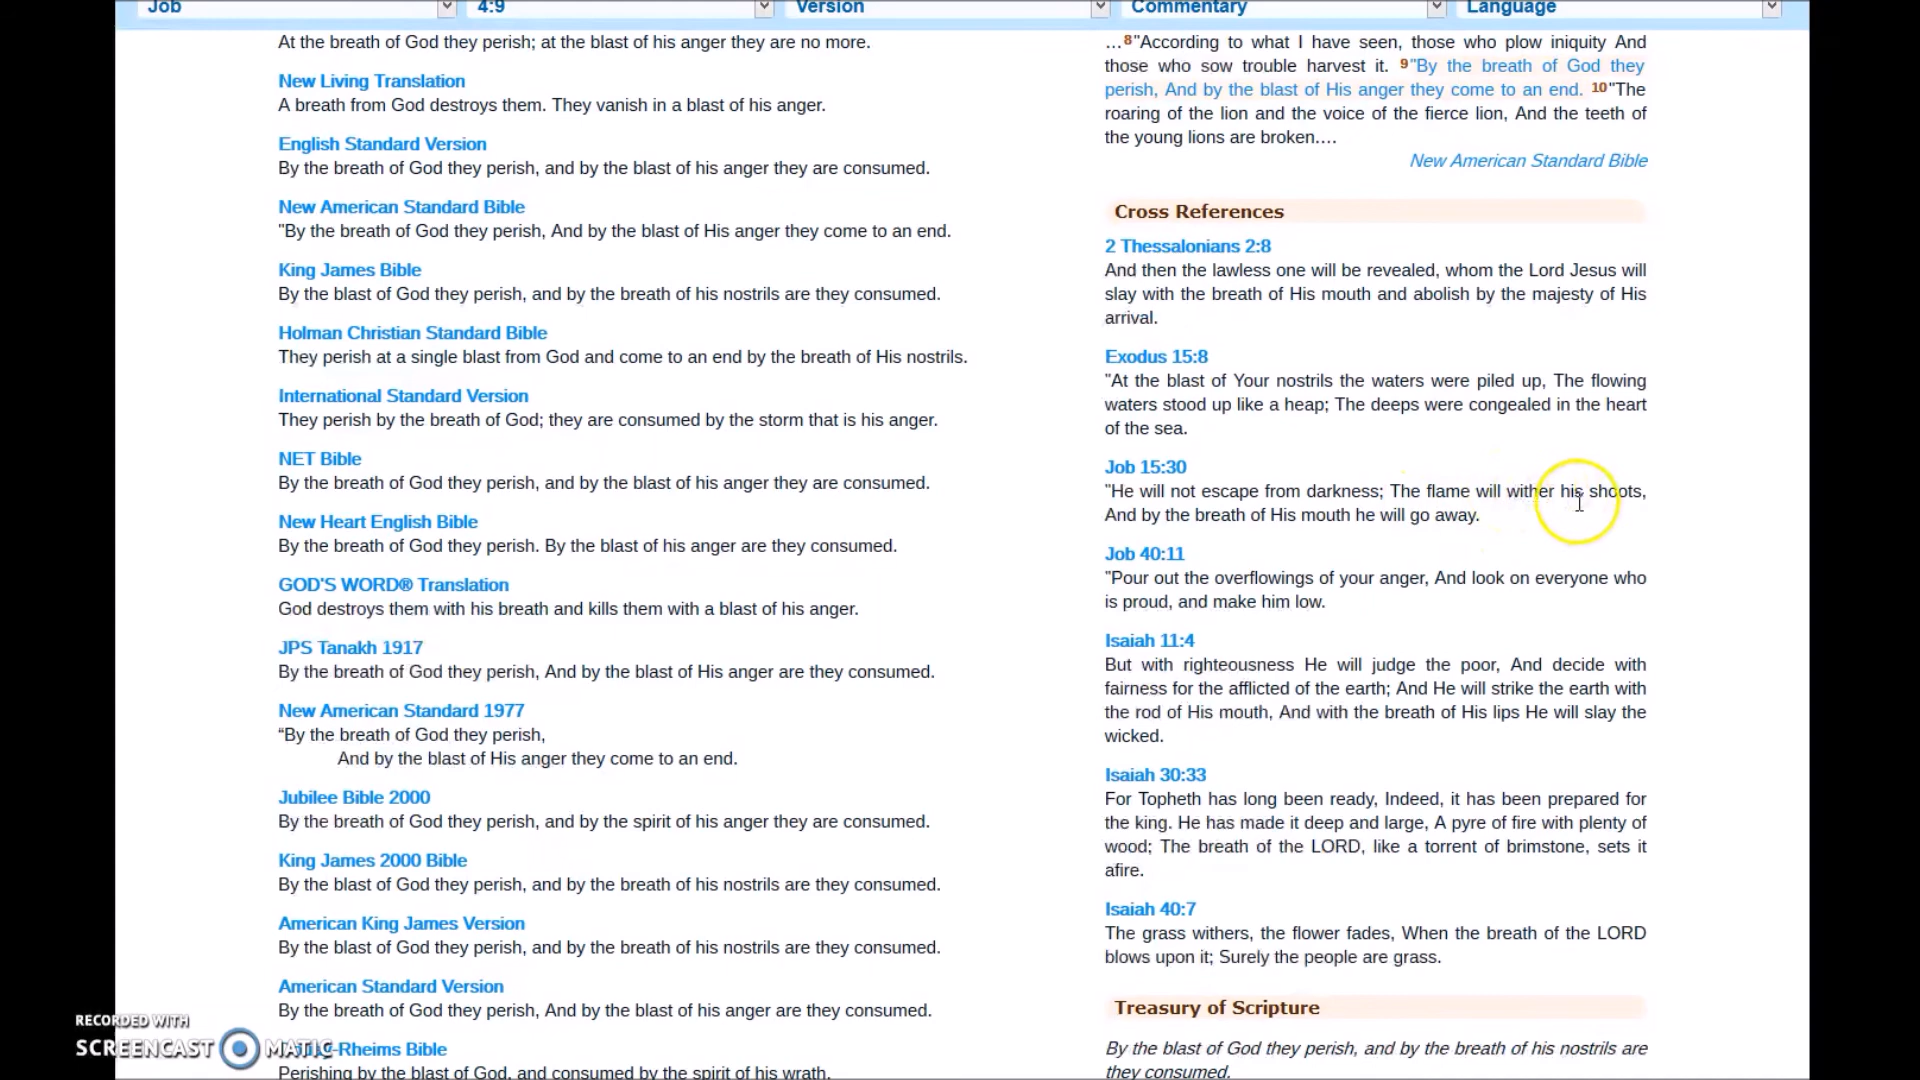 Job
4:9
Version
Commentary
Language
At the breath of God they perish; at the blast of his anger they are no more.
New Living Translation
A breath from God destroys them. They vanish in a blast of his anger.
English Standard Version
By the breath of God they perish, and by the blast of his anger they are consumed.
New American Standard Bible
"By the breath of God they perish, And by the blast of His anger they come to an end.
King James Bible
By the blast of God they perish, and by the breath of his nostrils are they consumed.
Holman Christian Standard Bible
They perish at a single blast from God and come to an end by the breath of His nostrils.
International Standard Version
They perish by the breath of God; they are consumed by the storm that is his anger.
NET Bible
By the breath of God they perish, and by the blast of his anger they are consumed.
New Heart English Bible
By the breath of God they perish. By the blast of his anger are they consumed.
GOD'S WORD® Translation
God destroys them with his breath and kills them with a blast of his anger.
JPS Tanakh 1917
By the breath of God they perish, And by the blast of His anger are they consumed.
New American Standard 1977
“By the breath of God they perish,
And by the blast of His anger they come to an end.
Jubilee Bible 2000
By the breath of God they perish, and by the spirit of his anger they are consumed.
King James 2000 Bible
By the blast of God they perish, and by the breath of his nostrils are they consumed.
American King James Version
By the blast of God they perish, and by the breath of his nostrils are they consumed.
American Standard Version
By the breath of God they perish, And by the blast of his anger are they consumed.
-Rheims Bible
Perishing by the blast of God, and consumed by the spirit of his wrath.
…8"According to what I have seen, those who plow iniquity And
those who sow trouble harvest it. 9"By the breath of God they
perish, And by the blast of His anger they come to an end. 10"The
roaring of the lion and the voice of the fierce lion, And the teeth of
the young lions are broken.…
New American Standard Bible
Cross References
2 Thessalonians 2:8
And then the lawless one will be revealed, whom the Lord Jesus will
slay with the breath of His mouth and abolish by the majesty of His
arrival.
Exodus 15:8
"At the blast of Your nostrils the waters were piled up, The flowing
waters stood up like a heap; The deeps were congealed in the heart
of the sea.
Job 15:30
"He will not escape from darkness; The flame will wither his shoots,
And by the breath of His mouth he will go away.
Job 40:11
"Pour out the overflowings of your anger, And look on everyone who
is proud, and make him low.
Isaiah 11:4
But with righteousness He will judge the poor, And decide with
fairness for the afflicted of the earth; And He will strike the earth with
the rod of His mouth, And with the breath of His lips He will slay the
wicked.
Isaiah 30:33
For Topheth has long been ready, Indeed, it has been prepared for
the king. He has made it deep and large, A pyre of fire with plenty of
wood; The breath of the LORD, like a torrent of brimstone, sets it
afire.
Isaiah 40:7
The grass withers, the flower fades, When the breath of the LORD
blows upon it; Surely the people are grass.
Treasury of Scripture
By the blast of God they perish, and by the breath of his nostrils are
they consumed.
RECORDED WITH
SCREENCAST MATIC